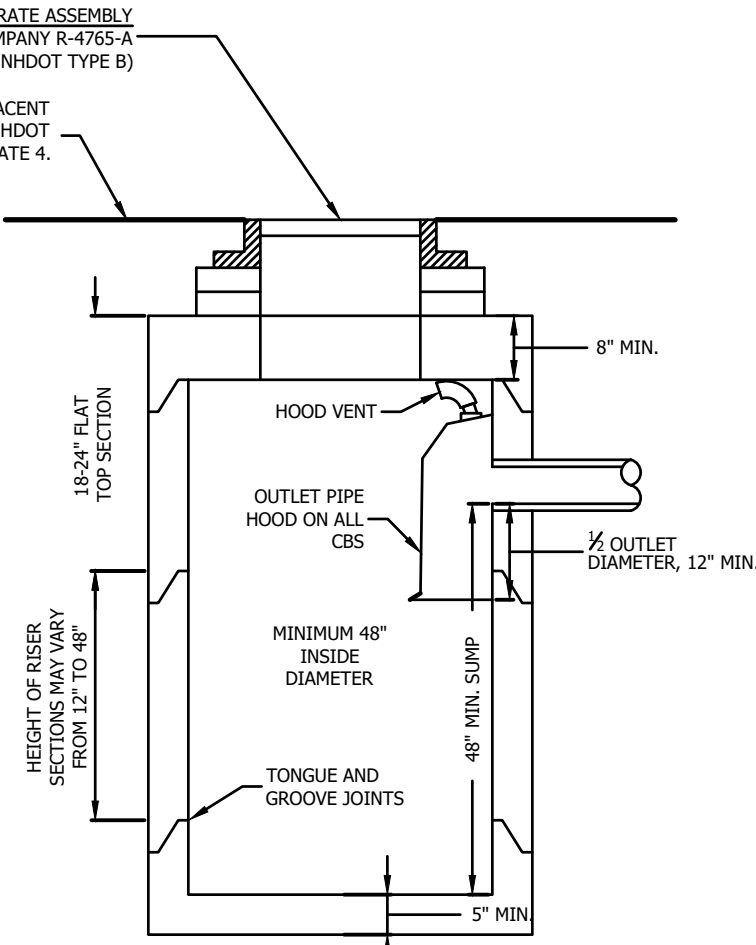 RATE ASSEMBLY
MPANY R-4765-A
NHDOT TYPE B)
ACENT
HDOT
ATE 4.
8" MIN.
HOOD VENT
18-24" FLAT
TOP SECTION
OUTLET PIPE
HOOD ON ALL
CBS
½ OUTLET
DIAMETER, 12" MIN.
MINIMUM 48"
INSIDE
DIAMETER
48" MIN. SUMP
HEIGHT OF RISER
SECTIONS MAY VARY
FROM 12" TO 48"
TONGUE AND
GROOVE JOINTS
5" MIN.